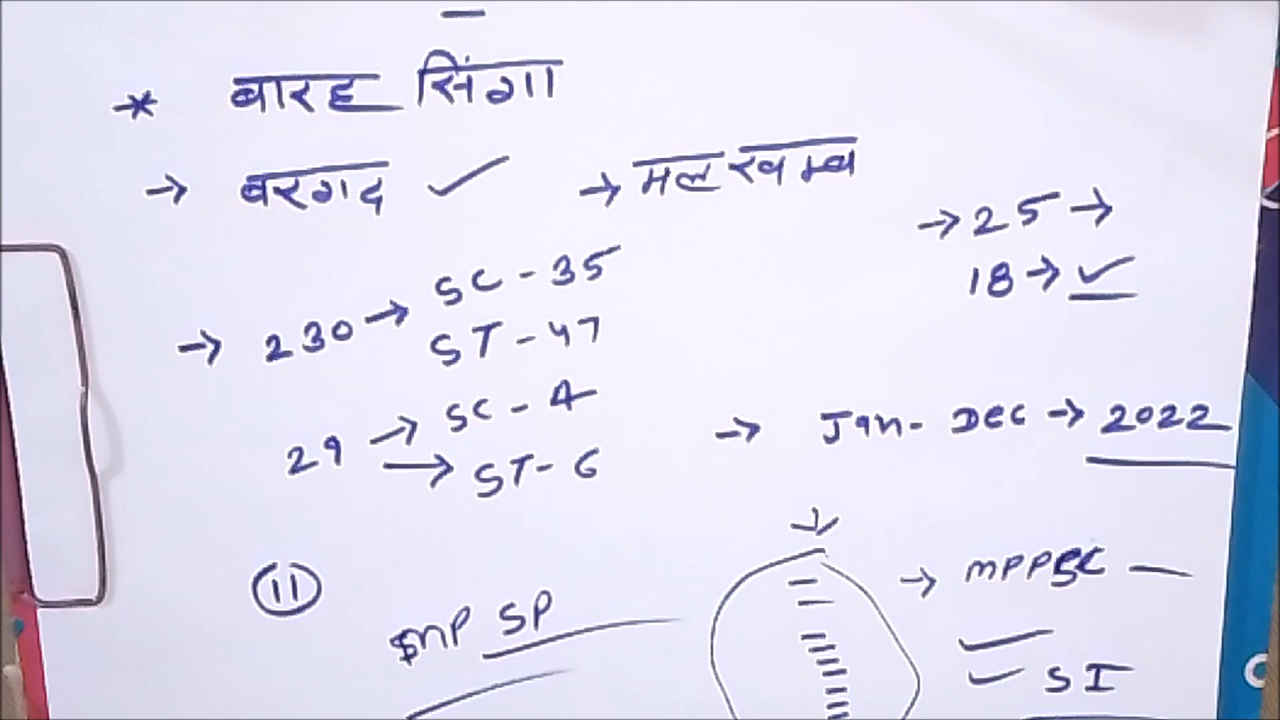 * बारह सिंगा
→ बरगद ✓ → मलखम्ब
→ 25 →
18 → ✓
→ 230 → SC - 35
ST - 47
29 → SC - 4
→ ST - 6
→ Jan - Dec → 2022
11
MP SP
→ MPPSC —
SI